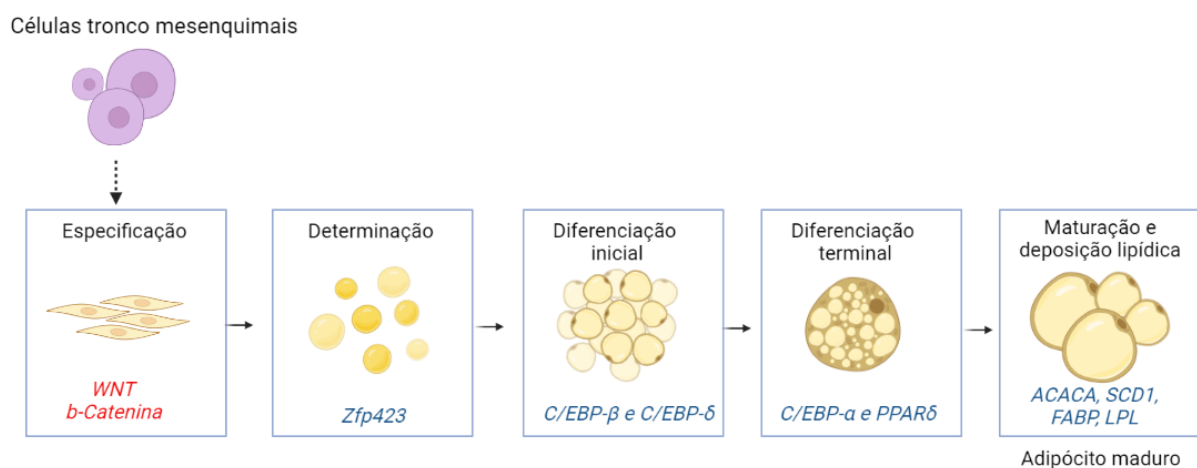 Células tronco mesenquimais
Especificação
WNT
b-Catenina
Determinação
Zfp423
Diferenciação
inicial
C/EBP-β e C/EBP-δ
Diferenciação
terminal
C/EBP-α e PPARδ
Maturação e
deposição lipídica
ACACA, SCD1,
FABP, LPL
Adipócito maduro